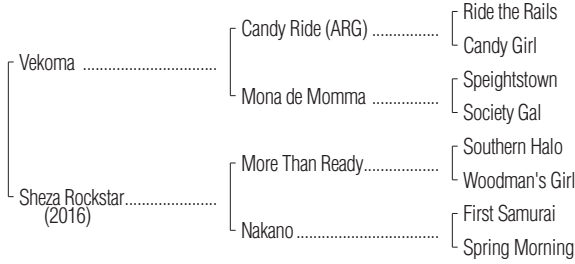 Ride the Rails
Candy Ride (ARG) ................
Candy Girl
Vekoma ................................
Speightstown
Mona de Momma ................
Society Gal
Southern Halo
More Than Ready..................
Woodman's Girl
Sheza Rockstar......................
(2016)
First Samurai
Nakano ..................................
Spring Morning